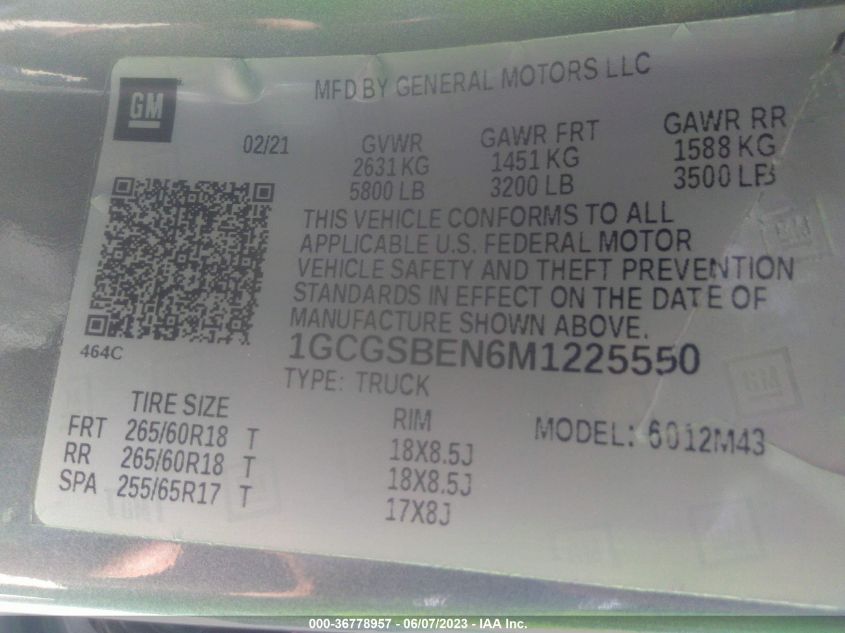 GM
MFD BY GENERAL MOTORS LLC
02/21
GVWR GAWR FRT GAWR RR
2631 KG 1451 KG 1588 KG
5800 LB 3200 LB 3500 LB
THIS VEHICLE CONFORMS TO ALL
APPLICABLE U.S. FEDERAL MOTOR
VEHICLE SAFETY AND THEFT PREVENTION
STANDARDS IN EFFECT ON THE DATE OF
MANUFACTURE SHOWN ABOVE.
464C
1GCGSBEN6M1225550
TYPE: TRUCK
TIRE SIZE RIM MODEL: 6012M43
FRT 265/60R18 T 18X8.5J
RR 265/60R18 T 18X8.5J
SPA 255/65R17 T 17X8J
GM
GM
000-36778957 - 06/07/2023 - IAA Inc.